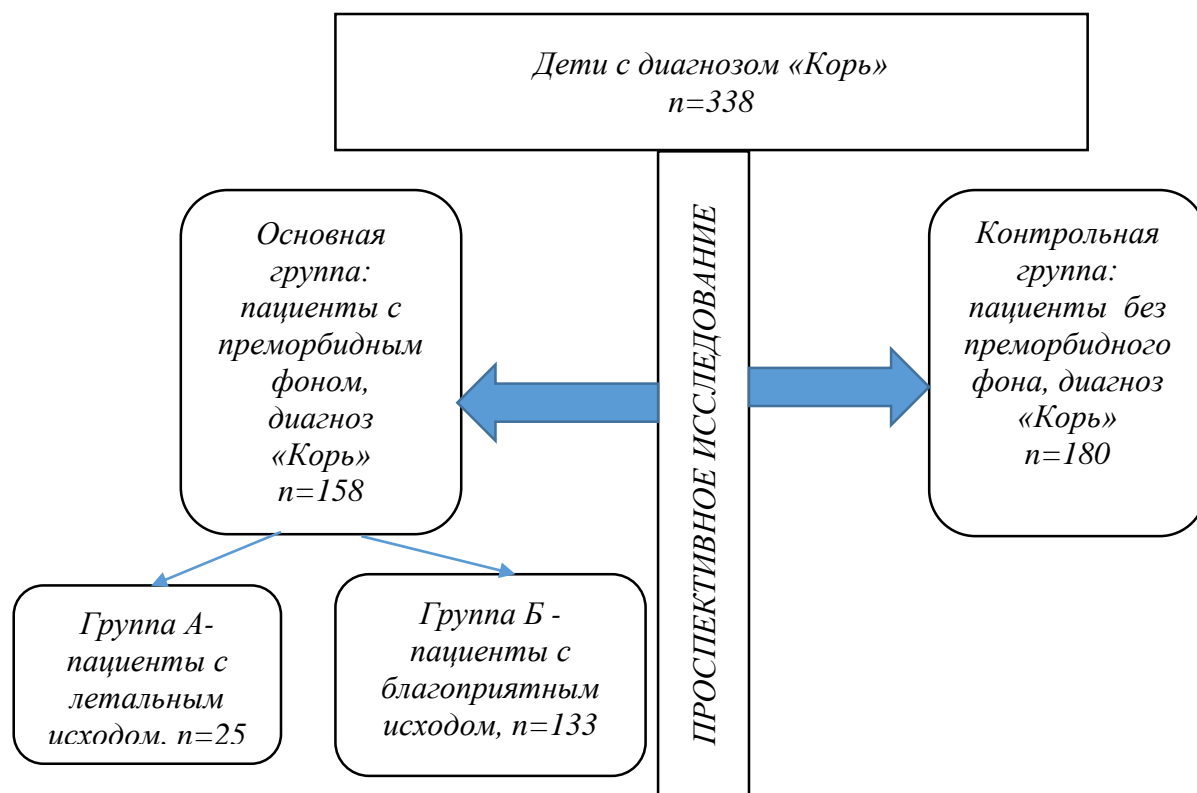 Дети с диагнозом «Корь»
n=338
Основная
группа:
пациенты с
преморбидным
фоном,
диагноз
«Корь»
n=158
ПРОСПЕКТИВНОЕ ИССЛЕДОВАНИЕ
Контрольная
группа:
пациенты без
преморбидного
фона, диагноз
«Корь»
n=180
Группа А-
пациенты с
летальным
исходом, n=25
Группа Б -
пациенты с
благоприятным
исходом, n=133